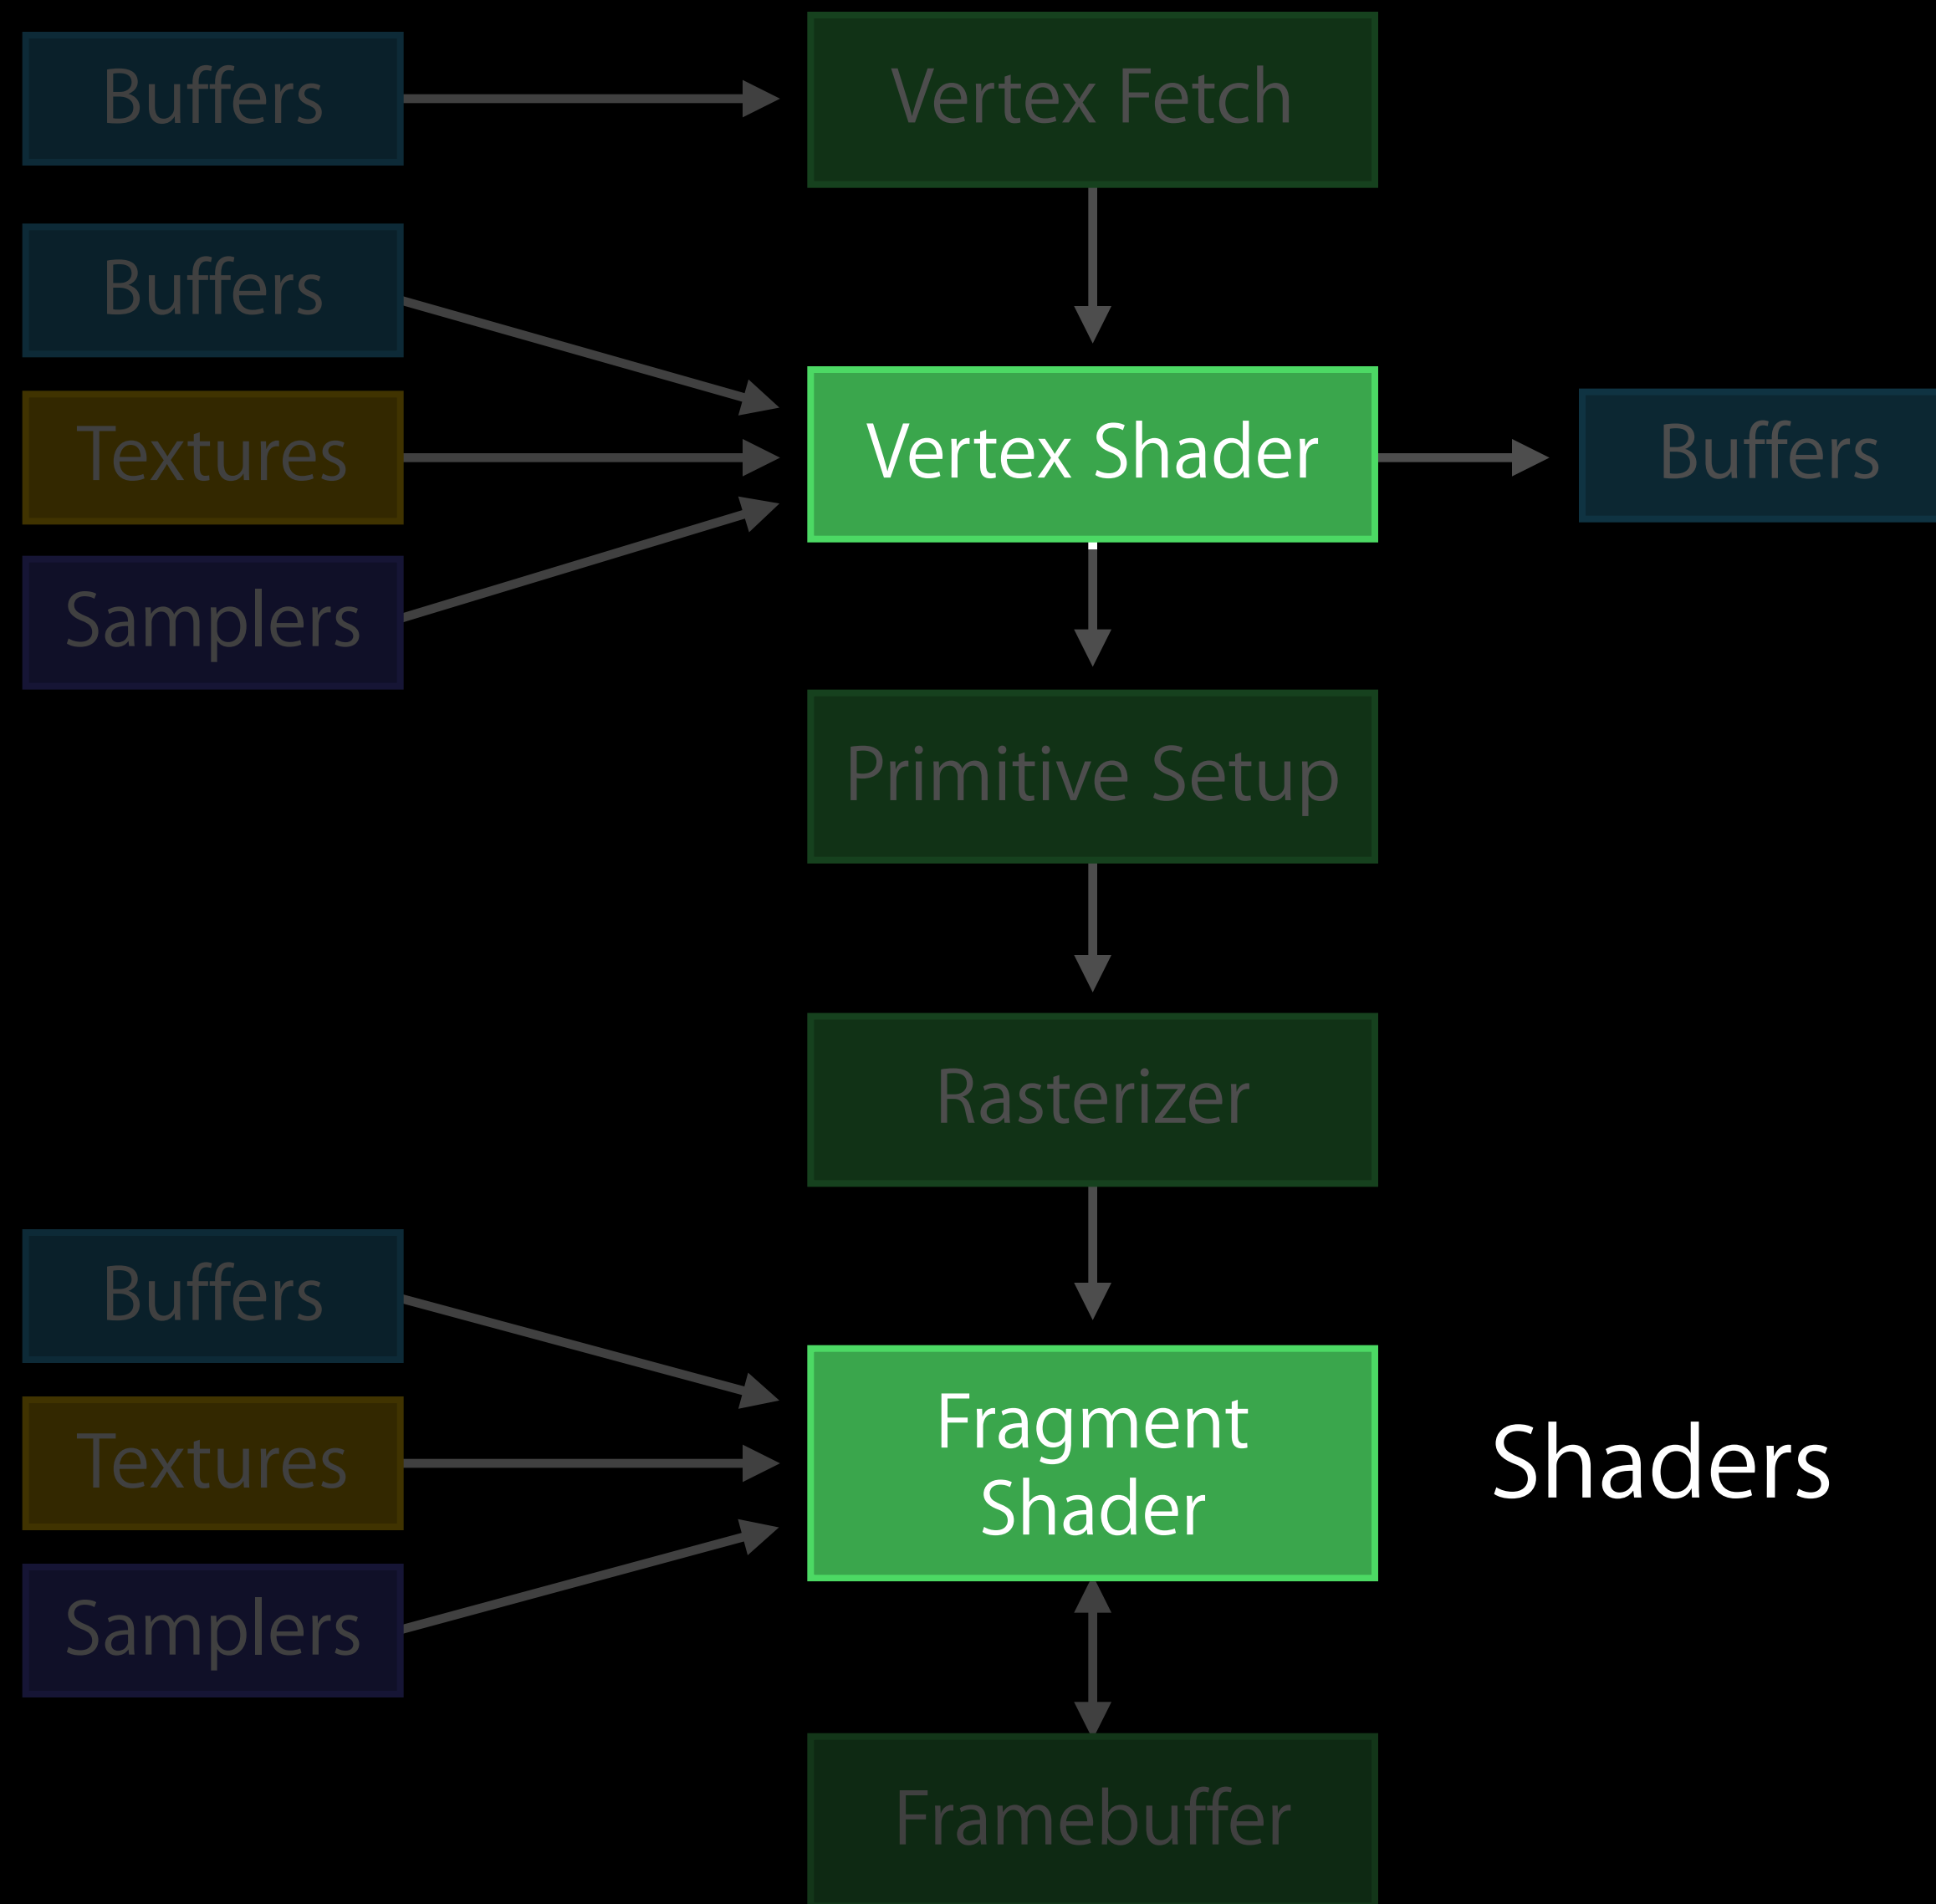 Buffers
Vertex Fetch
Buffers
Textures
Samplers
Vertex Shader
Buffers
Primitive Setup
Rasterizer
Buffers
Textures
Samplers
Fragment
Shader
Shaders
Framebuffer